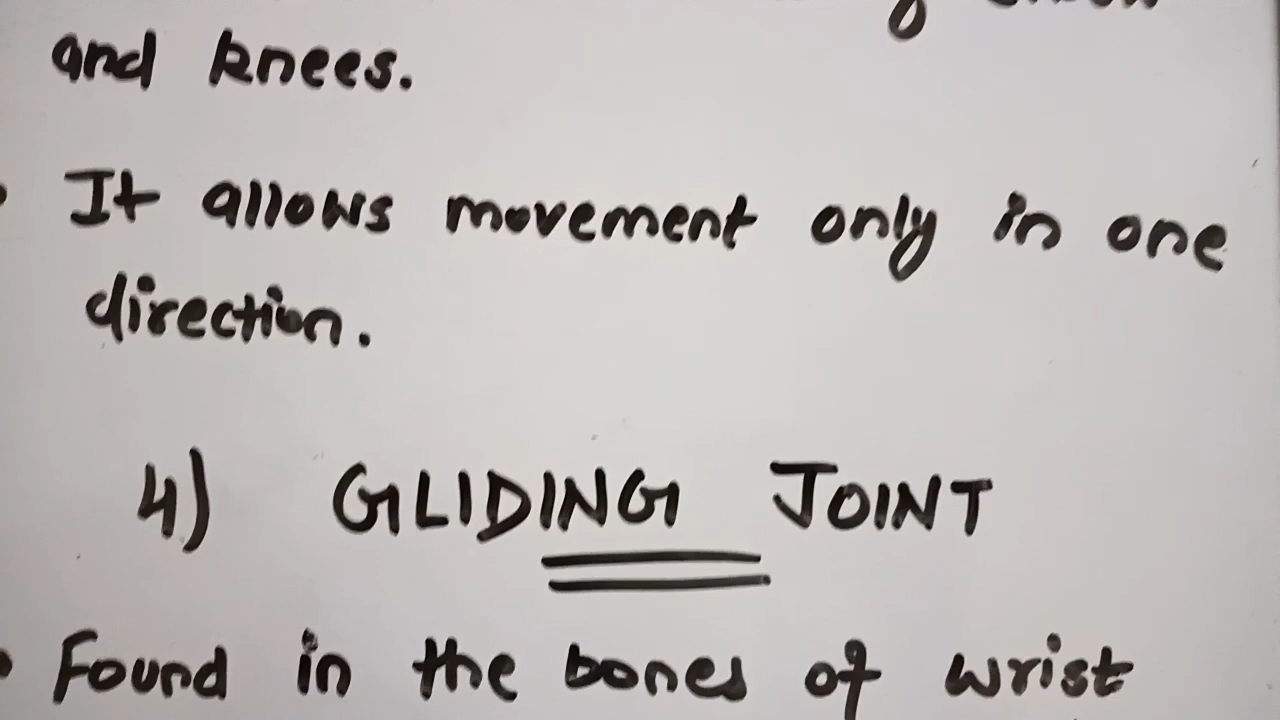 and knees.
• It allows movement only in one
direction.
4) GLIDING JOINT
• Found in the bones of wrist